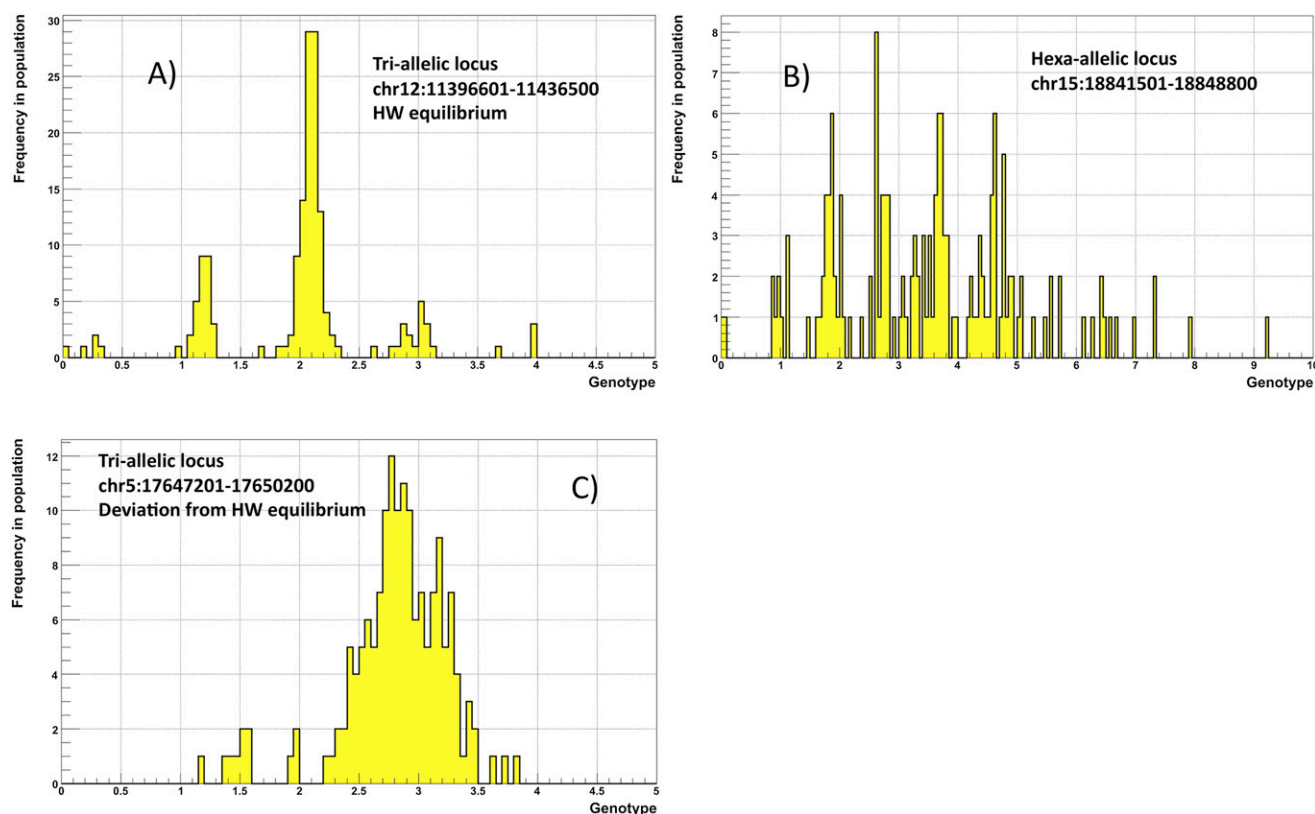 Frequency in population
30
25
20
15
10
5
0
A)
Tri-allelic locus
chr12:11396601-11436500
HW equilibrium
0 0.5 1 1.5 2 2.5 3 3.5 4 4.5 5
Genotype
Frequency in population
8
7
6
5
4
3
2
1
0
B)
Hexa-allelic locus
chr15:18841501-18848800
0 1 2 3 4 5 6 7 8 9 10
Genotype
Frequency in population
12
10
8
6
4
2
0
Tri-allelic locus
chr5:17647201-17650200
Deviation from HW equilibrium
C)
0 0.5 1 1.5 2 2.5 3 3.5 4 4.5 5
Genotype